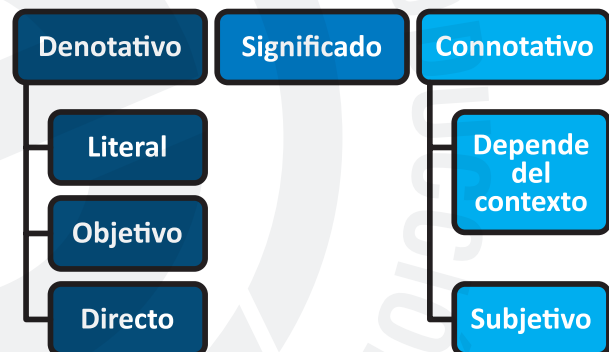 Denotativo
Significado
Connotativo
Literal
Objetivo
Directo
Depende
del
contexto
Subjetivo